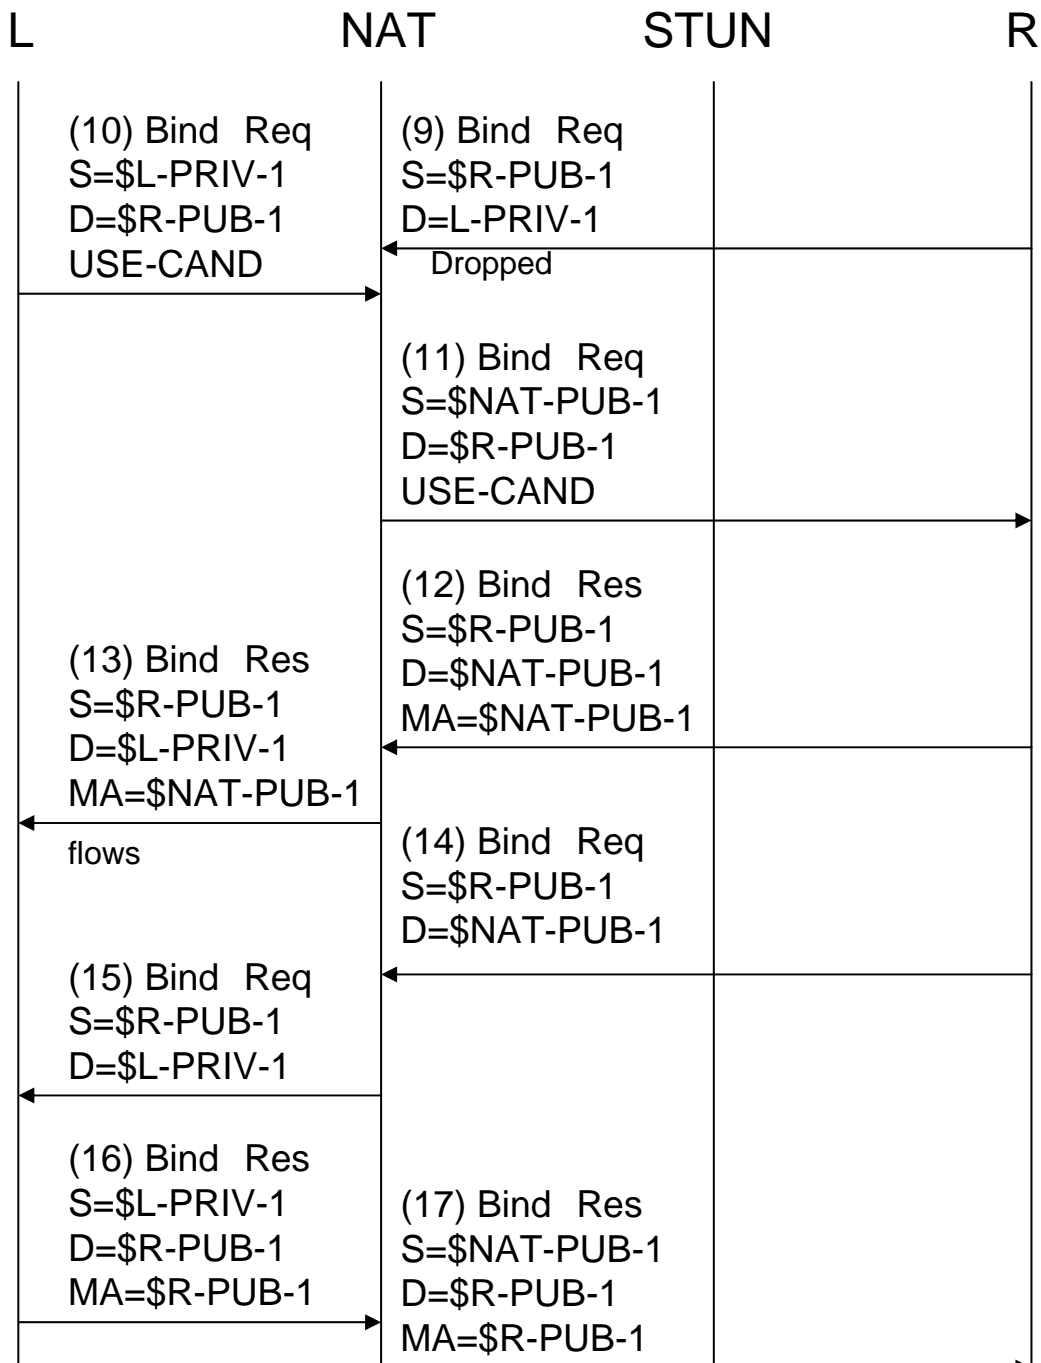 L NAT STUN R
(10) Bind Req
S=$L-PRIV-1
D=$R-PUB-1
USE-CAND
(9) Bind Req
S=$R-PUB-1
D=L-PRIV-1
Dropped
(11) Bind Req
S=$NAT-PUB-1
D=$R-PUB-1
USE-CAND
(12) Bind Res
S=$R-PUB-1
D=$NAT-PUB-1
MA=$NAT-PUB-1
(13) Bind Res
S=$R-PUB-1
D=$L-PRIV-1
MA=$NAT-PUB-1
flows
(14) Bind Req
S=$R-PUB-1
D=$NAT-PUB-1
(15) Bind Req
S=$R-PUB-1
D=$L-PRIV-1
(16) Bind Res
S=$L-PRIV-1
D=$R-PUB-1
MA=$R-PUB-1
(17) Bind Res
S=$NAT-PUB-1
D=$R-PUB-1
MA=$R-PUB-1